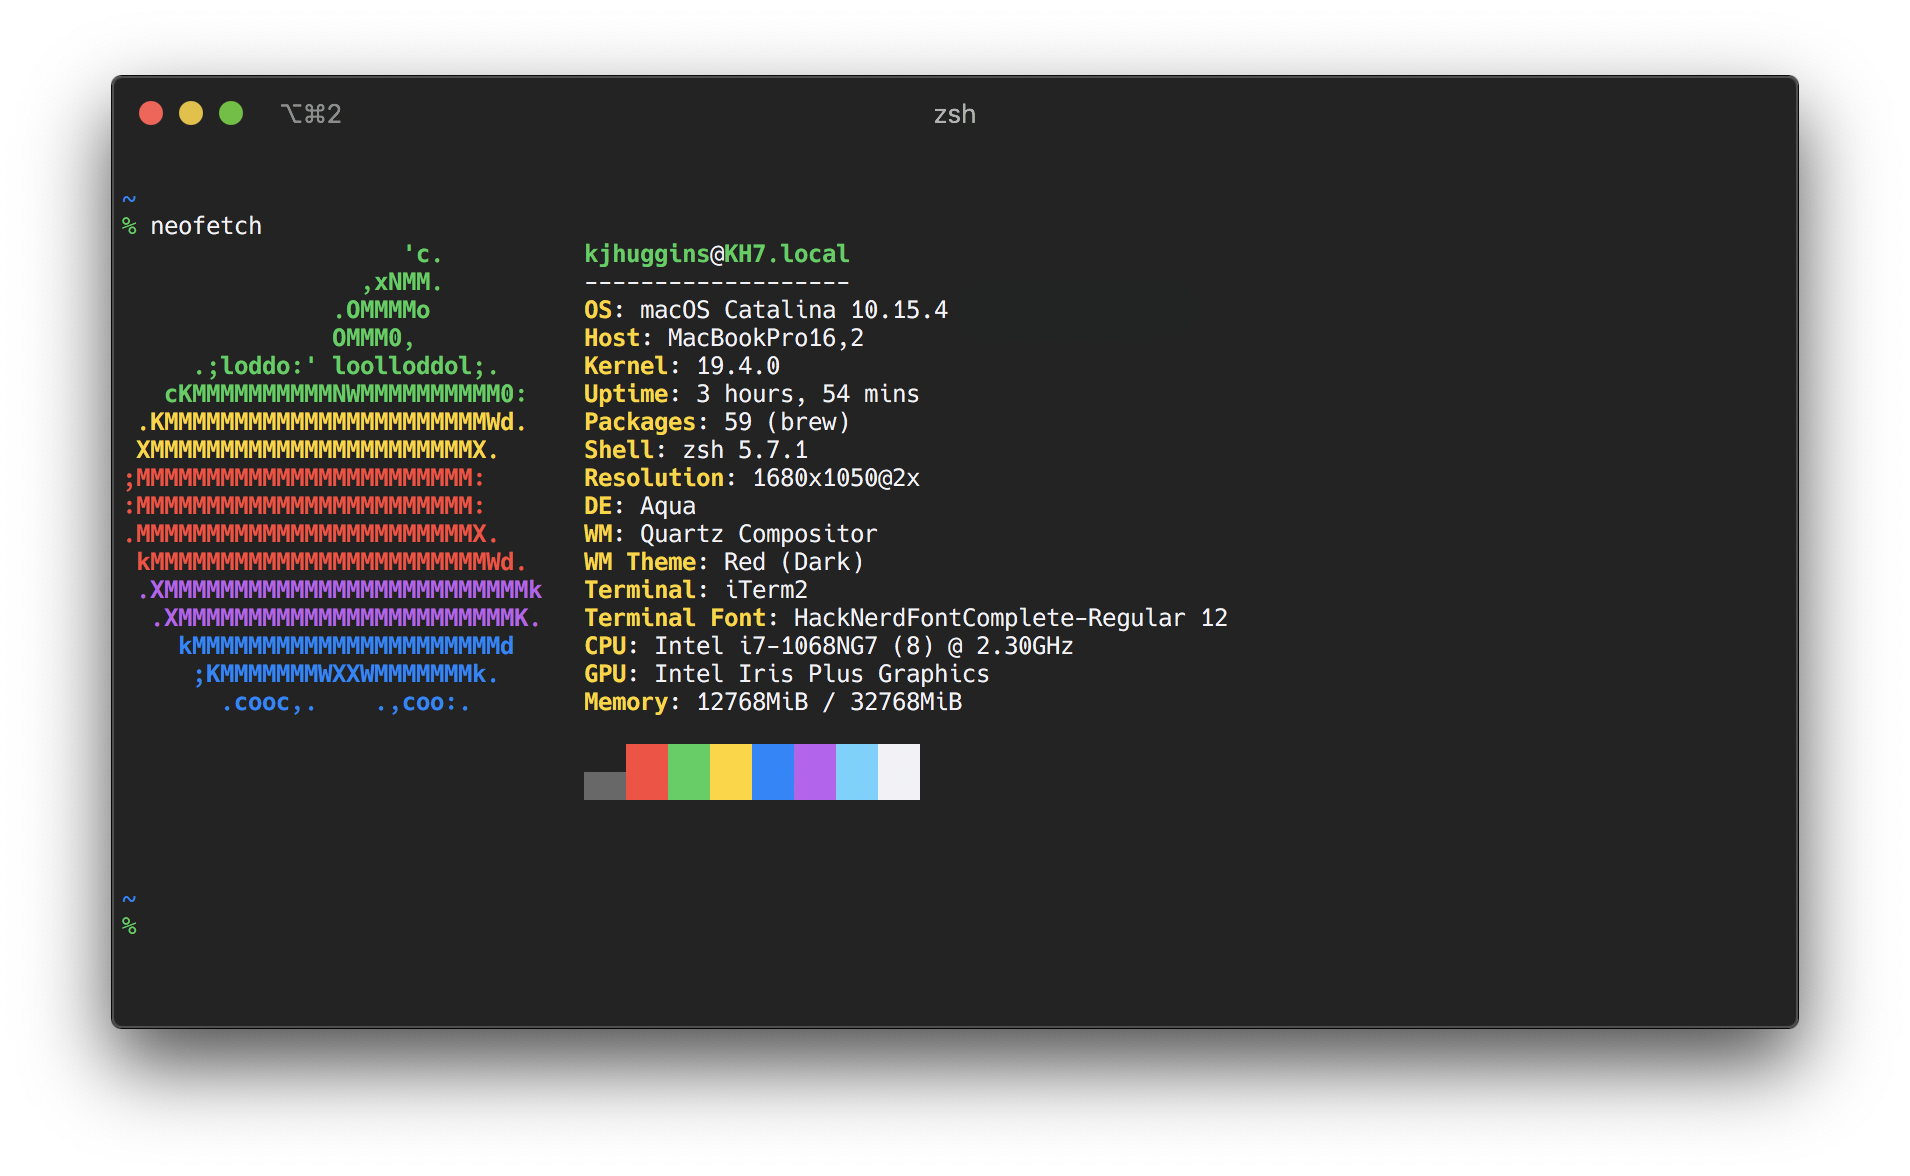 ⌥⌘2 zsh
~
% neofetch
'c. kjhuggins@KH7.local
,xNMM. -------------------
.OMMMMo OS: macOS Catalina 10.15.4
OMMM0, Host: MacBookPro16,2
.;loddo:' loolloddol;. Kernel: 19.4.0
cKMMMMMMMMMMNWMMMMMMMMMM0: Uptime: 3 hours, 54 mins
.KMMMMMMMMMMMMMMMMMMMMMMMWd. Packages: 59 (brew)
XMMMMMMMMMMMMMMMMMMMMMMMX. Shell: zsh 5.7.1
;MMMMMMMMMMMMMMMMMMMMMMMM: Resolution: 1680x1050@2x
:MMMMMMMMMMMMMMMMMMMMMMMM: DE: Aqua
.MMMMMMMMMMMMMMMMMMMMMMMMX. WM: Quartz Compositor
kMMMMMMMMMMMMMMMMMMMMMMMMWd. WM Theme: Red (Dark)
.XMMMMMMMMMMMMMMMMMMMMMMMMMMk Terminal: iTerm2
.XMMMMMMMMMMMMMMMMMMMMMMMMK. Terminal Font: HackNerdFontComplete-Regular 12
kMMMMMMMMMMMMMMMMMMMMMMd CPU: Intel i7-1068NG7 (8) @ 2.30GHz
;KMMMMMMMWXXWMMMMMMMk. GPU: Intel Iris Plus Graphics
.cooc,. .,coo:. Memory: 12768MiB / 32768MiB
~
%